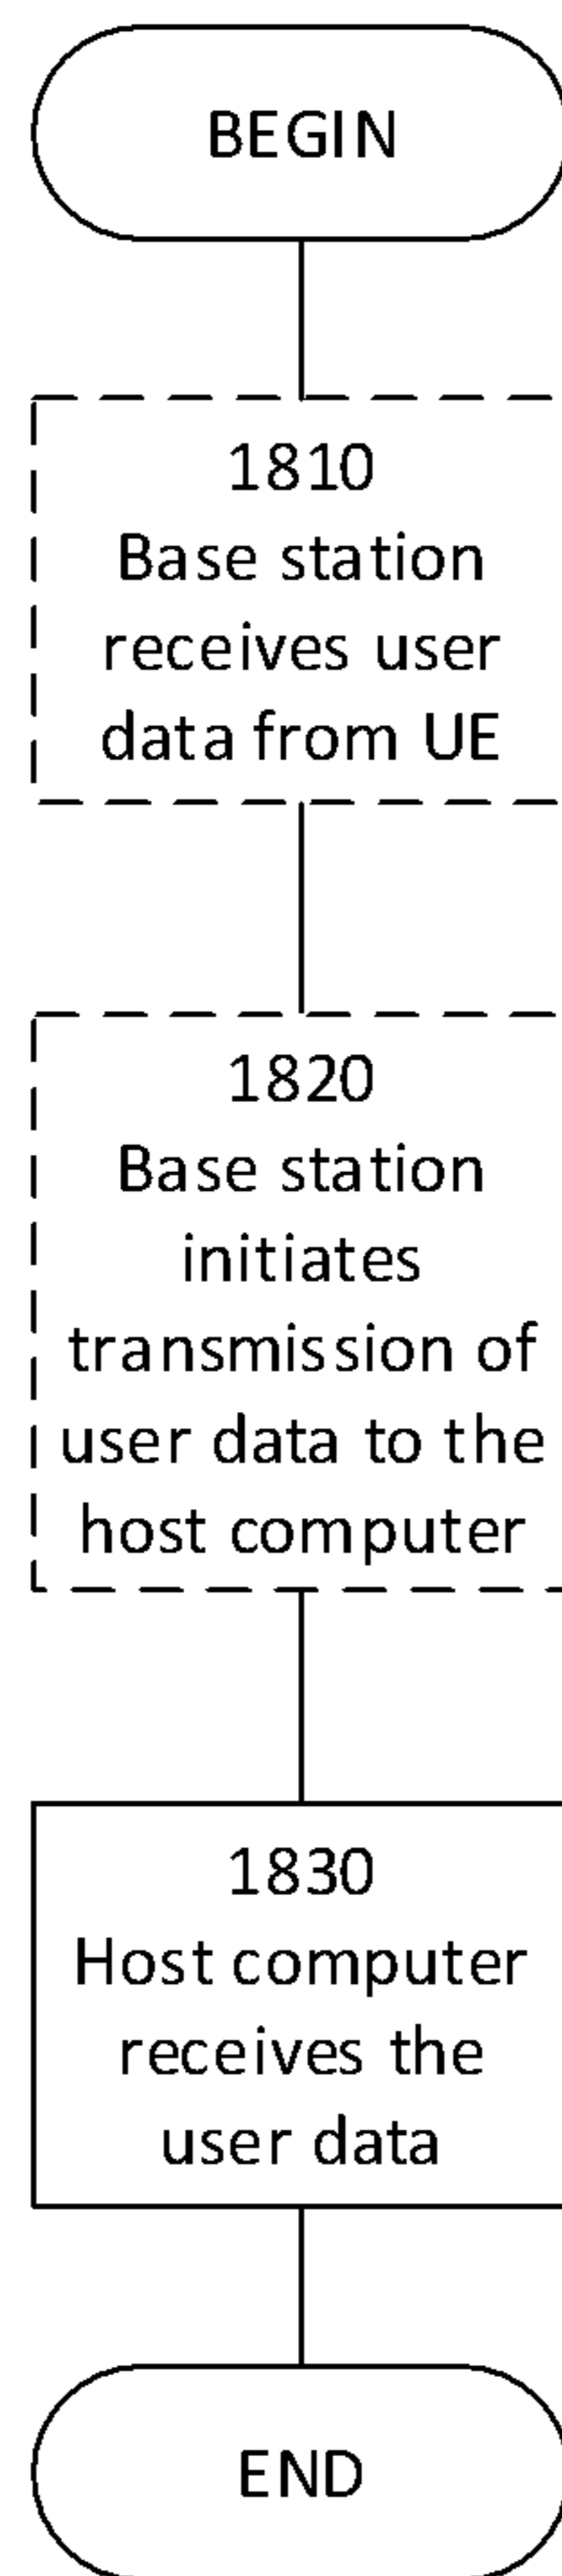 BEGIN
1810
Base station
receives user
data from UE
1820
Base station
initiates
transmission of
user data to the
host computer
1830
Host computer
receives the
user data
END